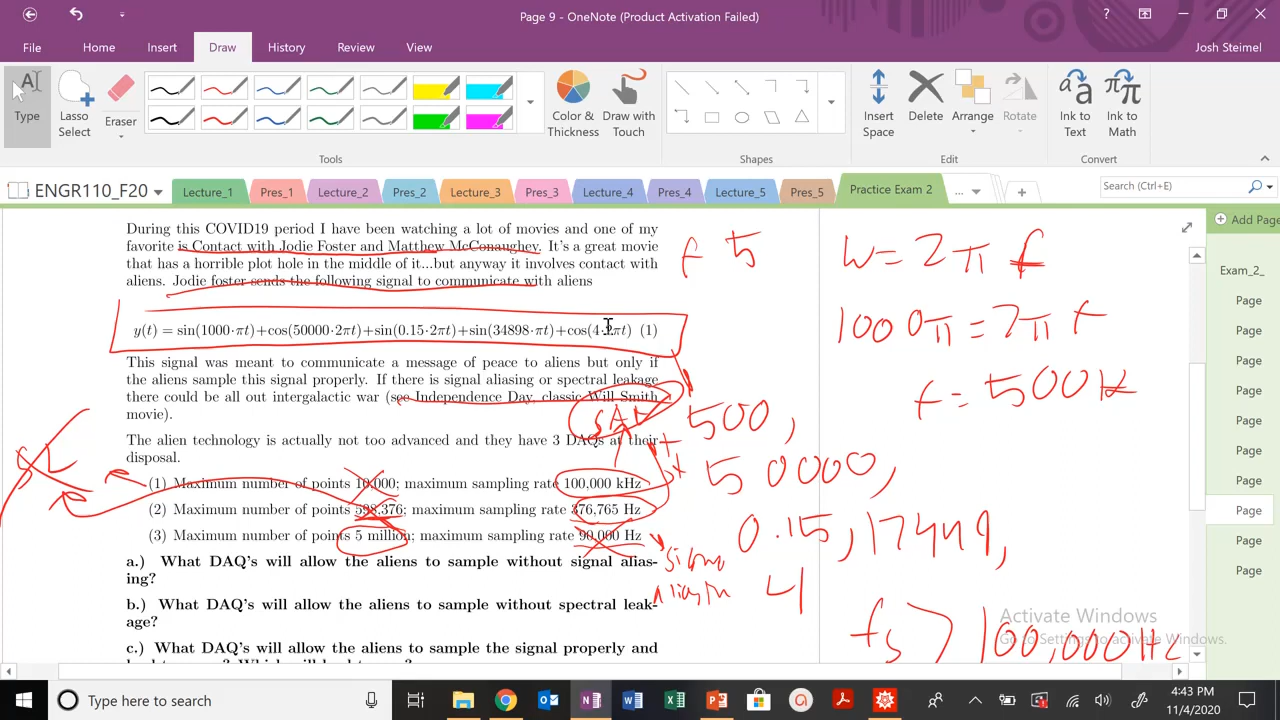 Page 9 - OneNote (Product Activation Failed)
File Home Insert Draw History Review View Josh Steimel
Type Lasso Select Eraser Color & Thickness Draw with Touch Insert Space Delete Arrange Rotate Ink to Text Ink to Math
Tools Shapes Edit Convert
ENGR110_F20 Lecture_1 Pres_1 Lecture_2 Pres_2 Lecture_3 Pres_3 Lecture_4 Pres_4 Lecture_5 Pres_5 Practice Exam 2 ... Search (Ctrl+E)
During this COVID19 period I have been watching a lot of movies and one of my
favorite is Contact with Jodie Foster and Matthew McConaughey. It's a great movie
that has a horrible plot hole in the middle of it...but anyway it involves contact with
aliens. Jodie foster sends the following signal to communicate with aliens
y(t) = sin(1000·πt)+cos(50000·2πt)+sin(0.15·2πt)+sin(34898·πt)+cos(4·2πt) (1)
This signal was meant to communicate a message of peace to aliens but only if
the aliens sample this signal properly. If there is signal aliasing or spectral leakage
there could be all out intergalactic war (see Independence Day, classic Will Smith
movie).
The alien technology is actually not too advanced and they have 3 DAQs at their
disposal.
(1) Maximum number of points 10,000; maximum sampling rate 100,000 kHz
(2) Maximum number of points 598,376; maximum sampling rate 376,765 Hz
(3) Maximum number of points 5 million; maximum sampling rate 90,000 Hz
a.) What DAQ's will allow the aliens to sample without signal alias-
ing?
b.) What DAQ's will allow the aliens to sample without spectral leak-
age?
c.) What DAQ's will allow the aliens to sample the signal properly and
SL
f 5
W = 2π f
1000π = 2π f
f = 500
500,
50000,
0.15, 17449,
4
signa
fs > 100,000Hz
Add Page
Exam_2_
Page
Page
Page
Page
Page
Page
Page
Page
Page
Page
Activate Windows
Go to Settings to activate Windows.
Type here to search
4:43 PM
11/4/2020